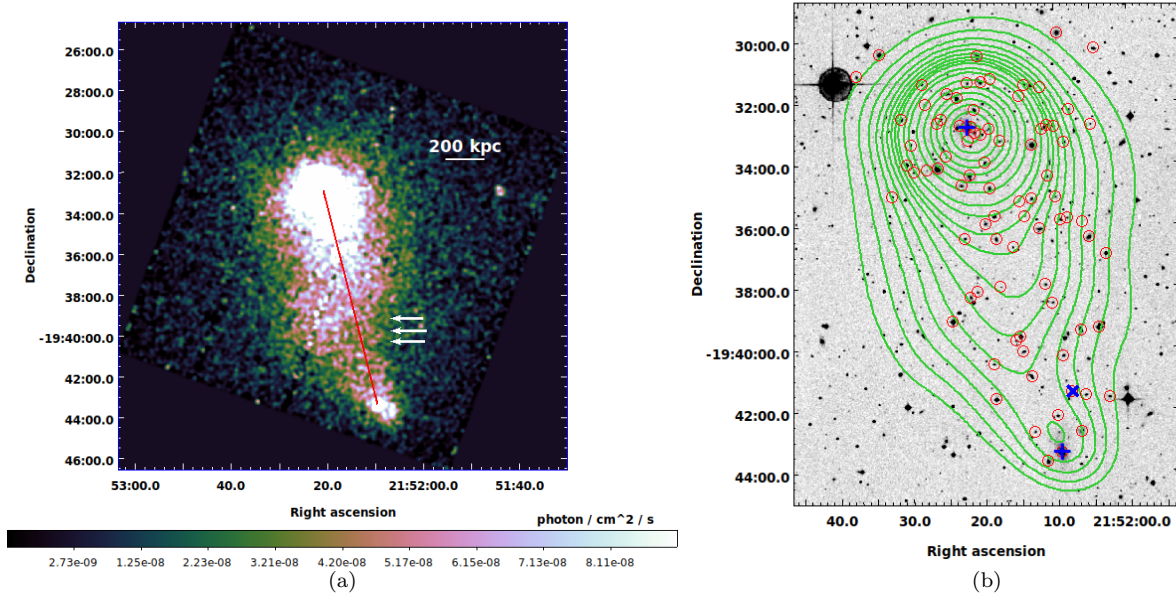 26:00.0
28:00.0
30:00.0
32:00.0
34:00.0
36:00.0
38:00.0
-19:40:00.0
42:00.0
44:00.0
46:00.0
Declination
200 kpc
53:00.0 40.0 20.0 21:52:00.0 51:40.0
Right ascension
photon / cm^2 / s
2.73e-09 1.25e-08 2.23e-08 3.21e-08 4.20e-08 5.17e-08 6.15e-08 7.13e-08 8.11e-08
(a)
30:00.0
32:00.0
34:00.0
36:00.0
38:00.0
-19:40:00.0
42:00.0
44:00.0
Declination
40.0 30.0 20.0 10.0 21:52:00.0
Right ascension
(b)